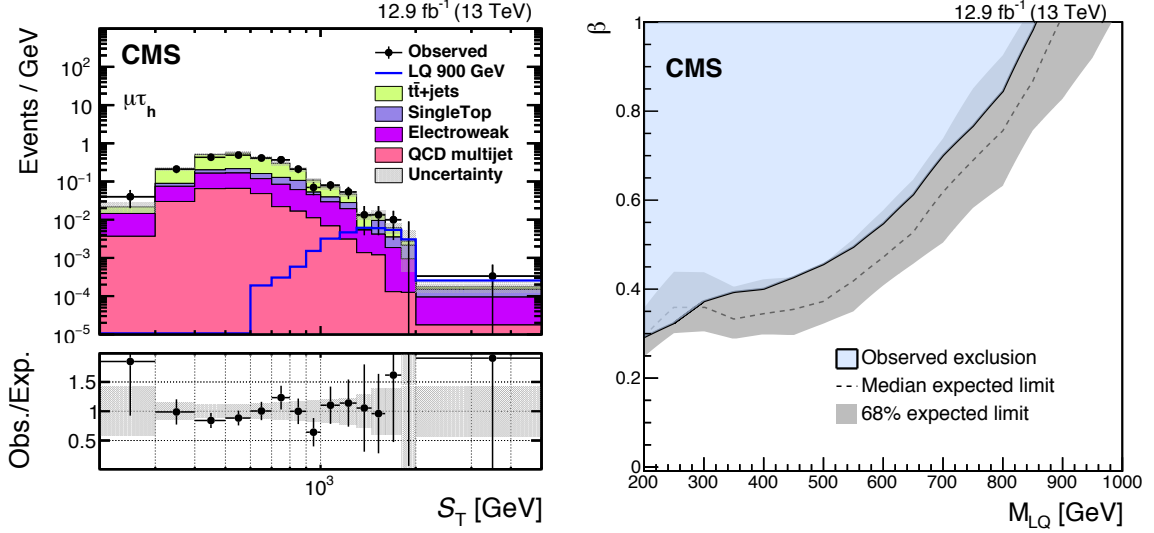 12.9 fb⁻¹ (13 TeV)
CMS
μτₕ
Events / GeV
10²
10
1
10⁻¹
10⁻²
10⁻³
10⁻⁴
10⁻⁵
Observed
LQ 900 GeV
tt̄+jets
SingleTop
Electroweak
QCD multijet
Uncertainty
Obs./Exp.
1.5
1
0.5
10³
S_T [GeV]
12.9 fb⁻¹ (13 TeV)
CMS
β
1
0.8
0.6
0.4
0.2
0
Observed exclusion
Median expected limit
68% expected limit
200 300 400 500 600 700 800 900 1000
M_LQ [GeV]